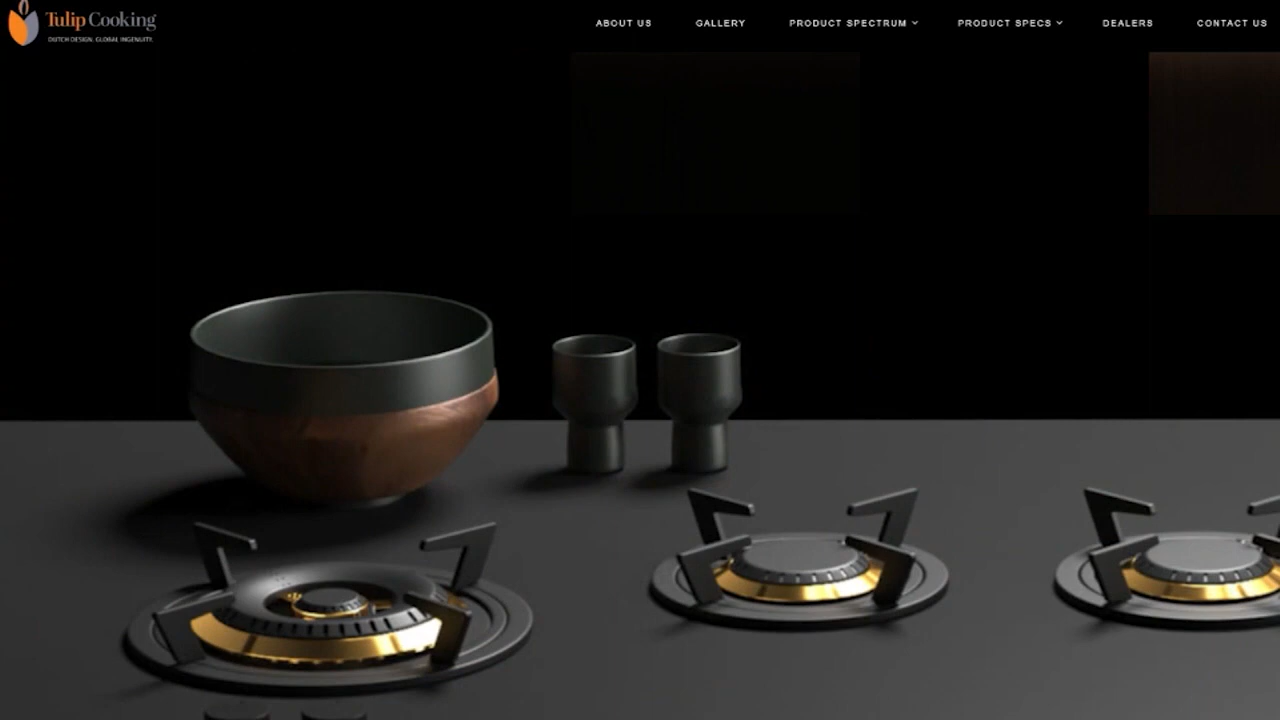 Tulip Cooking
DUTCH DESIGN. GLOBAL INGENUITY.
ABOUT US
GALLERY
PRODUCT SPECTRUM
PRODUCT SPECS
DEALERS
CONTACT US